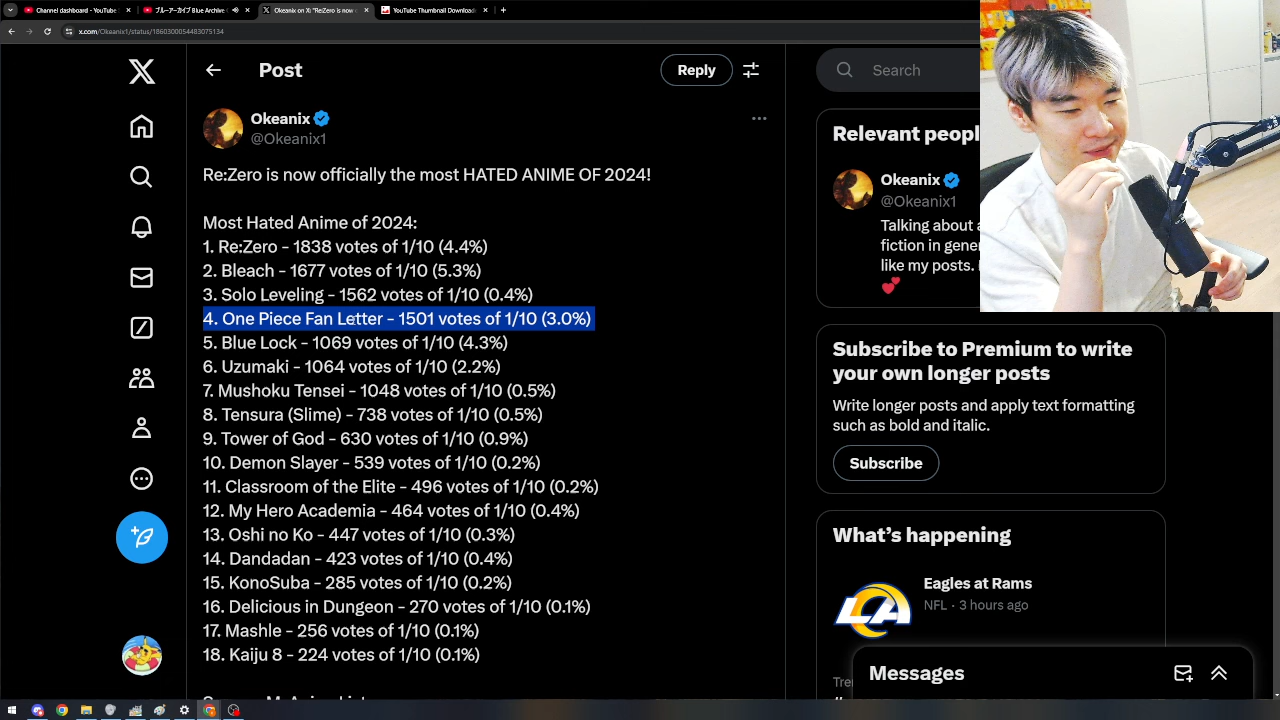 Channel dashboard - YouTube
ブルーアーカイブ Blue Archive
Okeanix on X: "Re:Zero is now
YouTube Thumbnail Download
x.com/Okeanix1/status/1860300054483075134
Post
Reply
Search
Okeanix
@Okeanix1
Re:Zero is now officially the most HATED ANIME OF 2024!
Most Hated Anime of 2024:
1. Re:Zero - 1838 votes of 1/10 (4.4%)
2. Bleach - 1677 votes of 1/10 (5.3%)
3. Solo Leveling - 1562 votes of 1/10 (0.4%)
4. One Piece Fan Letter - 1501 votes of 1/10 (3.0%)
5. Blue Lock - 1069 votes of 1/10 (4.3%)
6. Uzumaki - 1064 votes of 1/10 (2.2%)
7. Mushoku Tensei - 1048 votes of 1/10 (0.5%)
8. Tensura (Slime) - 738 votes of 1/10 (0.5%)
9. Tower of God - 630 votes of 1/10 (0.9%)
10. Demon Slayer - 539 votes of 1/10 (0.2%)
11. Classroom of the Elite - 496 votes of 1/10 (0.2%)
12. My Hero Academia - 464 votes of 1/10 (0.4%)
13. Oshi no Ko - 447 votes of 1/10 (0.3%)
14. Dandadan - 423 votes of 1/10 (0.4%)
15. KonoSuba - 285 votes of 1/10 (0.2%)
16. Delicious in Dungeon - 270 votes of 1/10 (0.1%)
17. Mashle - 256 votes of 1/10 (0.1%)
18. Kaiju 8 - 224 votes of 1/10 (0.1%)
Relevant peopl
Okeanix
@Okeanix1
Talking about a
fiction in gener
like my posts.
Subscribe to Premium to write
your own longer posts
Write longer posts and apply text formatting
such as bold and italic.
Subscribe
What's happening
Eagles at Rams
NFL · 3 hours ago
Messages